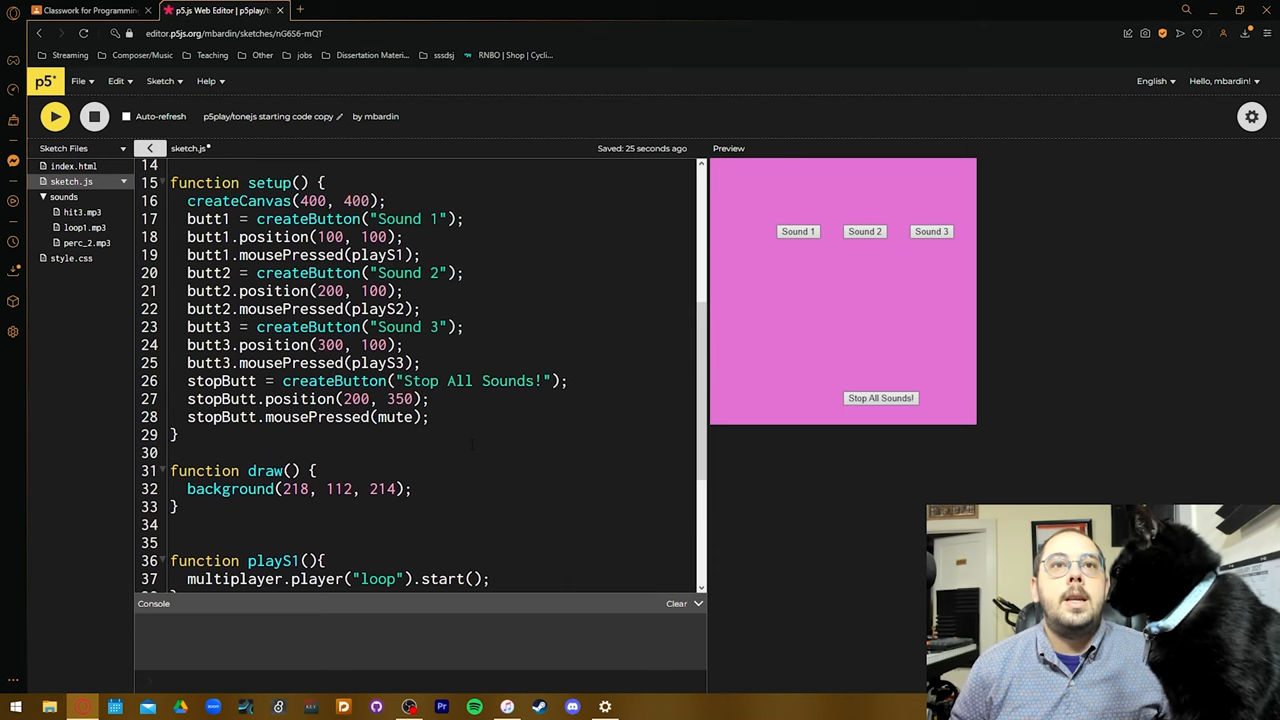 Classwork for Programmin
p5.js Web Editor | p5play/to
editor.p5js.org/mbardin/sketches/nG6S6-mQT
Streaming
Composer/Music
Teaching
Other
jobs
Dissertation Materi...
sssdsj
RNBO | Shop | Cycli...
p5*
File
Edit
Sketch
Help
English
Hello, mbardin!
Auto-refresh
p5play/tonejs starting code copy
by mbardin
Sketch Files
sketch.js
Saved: 25 seconds ago
Preview
index.html
sketch.js
sounds
hit3.mp3
loop1.mp3
perc_2.mp3
style.css
14
15 function setup() {
16 createCanvas(400, 400);
17 butt1 = createButton("Sound 1");
18 butt1.position(100, 100);
19 butt1.mousePressed(playS1);
20 butt2 = createButton("Sound 2");
21 butt2.position(200, 100);
22 butt2.mousePressed(playS2);
23 butt3 = createButton("Sound 3");
24 butt3.position(300, 100);
25 butt3.mousePressed(playS3);
26 stopButt = createButton("Stop All Sounds!");
27 stopButt.position(200, 350);
28 stopButt.mousePressed(mute);
29 }
30
31 function draw() {
32 background(218, 112, 214);
33 }
34
35
36 function playS1(){
37 multiplayer.player("loop").start();
Sound 1
Sound 2
Sound 3
Stop All Sounds!
Console
Clear